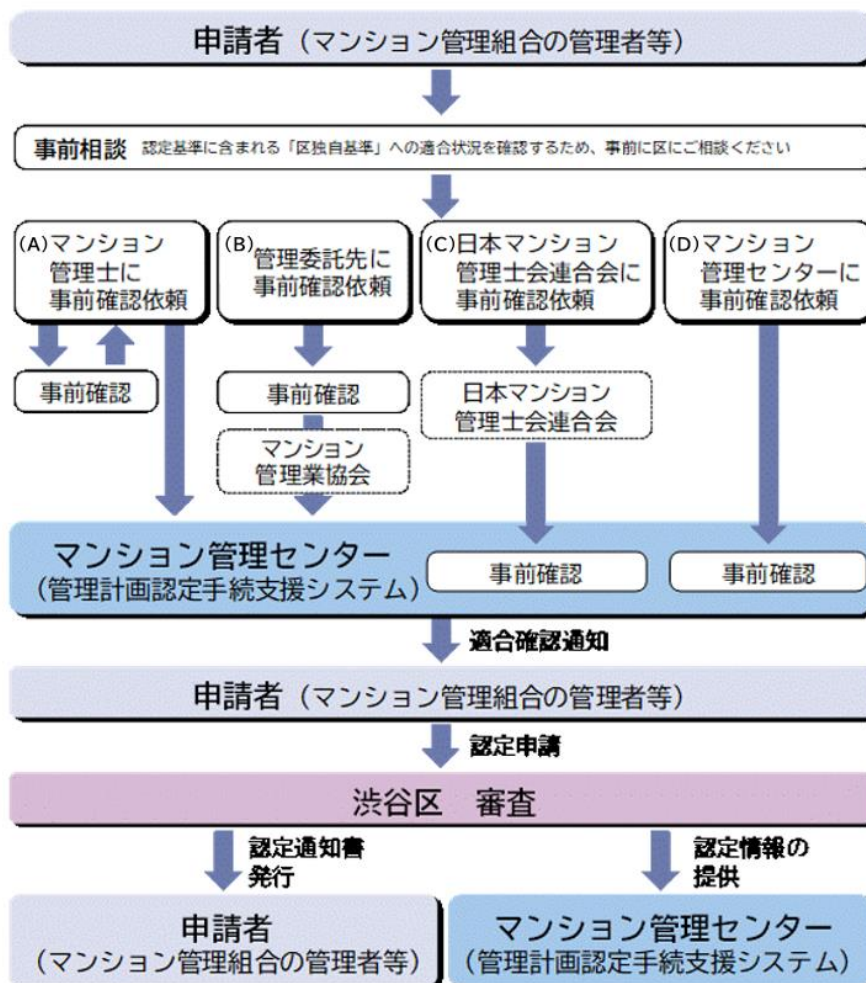 申請者（マンション管理組合の管理者等）
事前相談 認定基準に含まれる「区独自基準」への適合状況を確認するため、事前に区にご相談ください
(A)マンション
管理士に
事前確認依頼
(B)
管理委託先に
事前確認依頼
(C)日本マンション
管理士会連合会に
事前確認依頼
(D)マンション
管理センターに
事前確認依頼
事前確認
事前確認
マンション
管理業協会
日本マンション
管理士会連合会
マンション管理センター
（管理計画認定手続支援システム）
事前確認
事前確認
適合確認通知
申請者（マンション管理組合の管理者等）
認定申請
渋谷区　審査
認定通知書
発行
認定情報の
提供
申請者
（マンション管理組合の管理者等）
マンション管理センター
（管理計画認定手続支援システム）